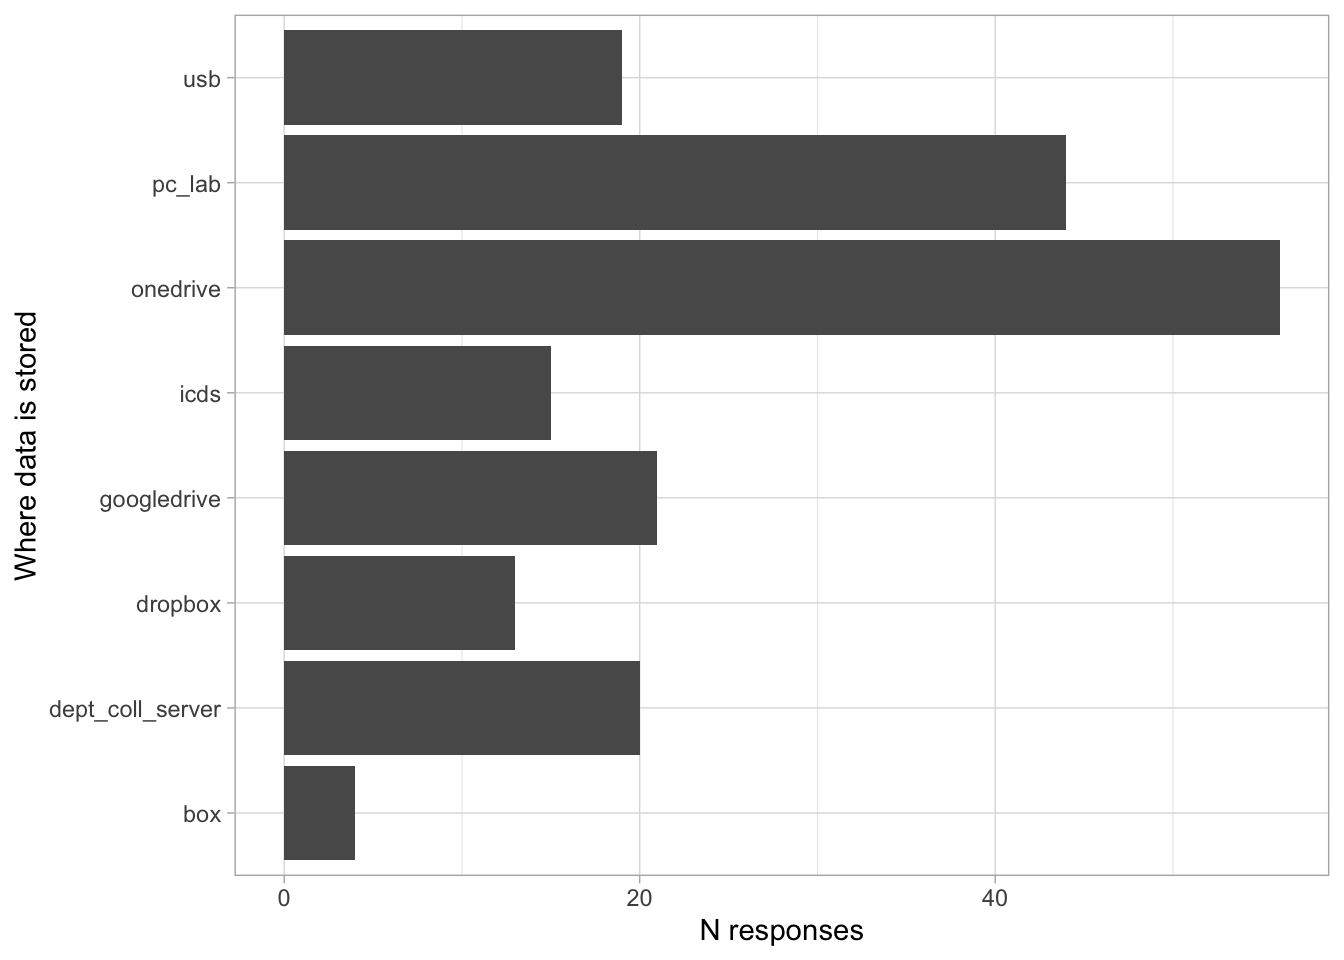 Where data is stored
usb
pc_lab
onedrive
icds
googledrive
dropbox
dept_coll_server
box
0 20 40
N responses